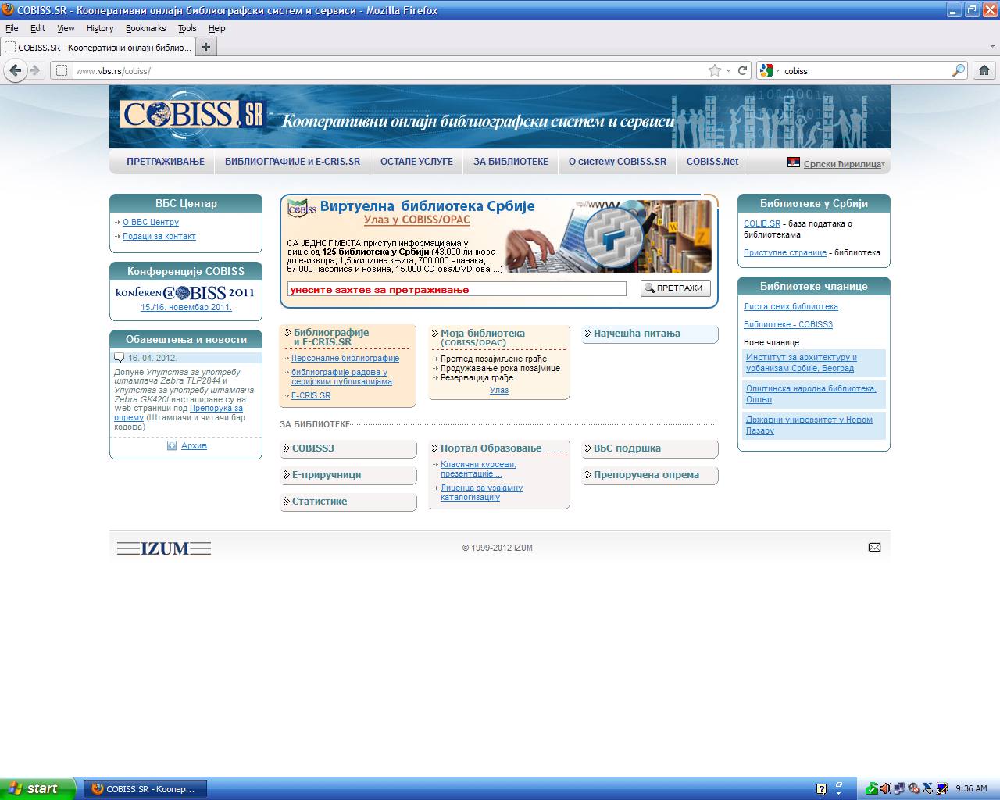 COBISS.SR - Кооперативни онлајн библиографски систем и сервиси - Mozilla Firefox
File Edit View History Bookmarks Tools Help
COBISS.SR - Кооперативни онлајн библио...
www.vbs.rs/cobiss/
cobiss
COBISS.SR
Кооперативни онлајн библиографски систем и сервиси
ПРЕТРАЖИВАЊЕ БИБЛИОГРАФИЈЕ и E-CRIS.SR ОСТАЛЕ УСЛУГЕ ЗА БИБЛИОТЕКЕ О систему COBISS.SR COBISS.Net Српски ћирилица
ВБС Центар
О ВБС Центру
Подаци за контакт
Конференције COBISS
konferenca COBISS 2011
15./16. новембар 2011.
Обавештења и новости
16. 04. 2012.
Допуне Упутства за употребу
штампача Zebra TLP2844 и
Упутства за употребу штампача
Zebra GK420t инсталиране су на
web страници под Препорука за
опрему (Штампачи и читачи бар
кодова)
Архив
COBISS
Виртуелна библиотека Србије
Улаз у COBISS/OPAC
http://www
СА ЈЕДНОГ МЕСТА приступ информацијама у
више од 125 библиотека у Србији (43.000 линкова
до е-извора, 1,5 милиона књига, 700.000 чланака,
67.000 часописа и новина, 15.000 CD-ова/DVD-ова ...)
унесите захтев за претраживање
ПРЕТРАЖИ
Библиографије
и E-CRIS.SR
Персоналне библиографије
библиографије радова у
серијским публикацијама
E-CRIS.SR
Моја библиотека
(COBISS/OPAC)
Преглед позајмљене грађе
Продужавање рока позајмице
Резервација грађе
Улаз
Најчешћа питања
ЗА БИБЛИОТЕКЕ
COBISS3
Е-приручници
Статистике
Портал Образовање
Класични курсеви,
презентације ...
Лиценца за узајамну
каталогизацију
ВБС подршка
Препоручена опрема
Библиотеке у Србији
COLIB.SR - база података о
библиотекама
Приступне странице - библиотека
Библиотеке чланице
Листа свих библиотека
Библиотеке - COBISS3
Нове чланице:
Институт за архитектуру и
урбанизам Србије, Београд
Општинска народна библиотека,
Опово
Државни универзитет у Новом
Пазару
IZUM
© 1999-2012 IZUM
start
COBISS.SR - Коопер...
9:36 AM